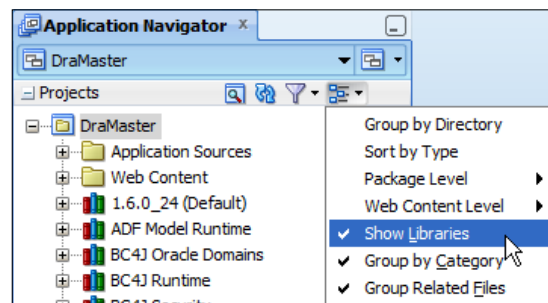 Application Navigator
DraMaster
Projects
DraMaster
Application Sources
Web Content
1.6.0_24 (Default)
ADF Model Runtime
BC4J Oracle Domains
BC4J Runtime
BC4J Security
Group by Directory
Sort by Type
Package Level
Web Content Level
Show Libraries
Group by Category
Group Related Files